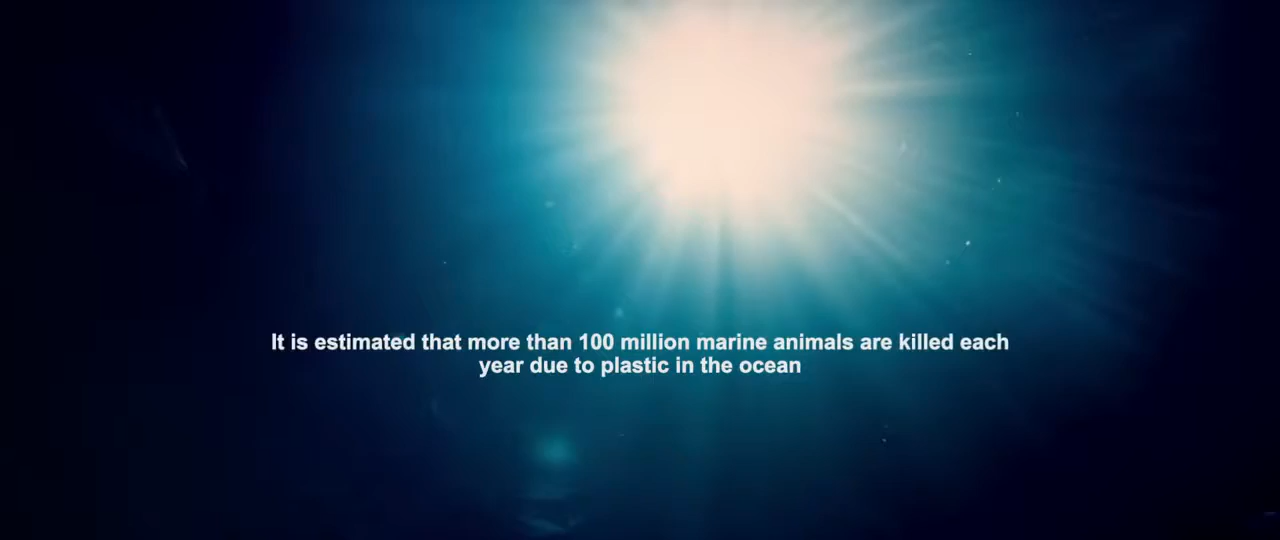 It is estimated that more than 100 million marine animals are killed each
year due to plastic in the ocean